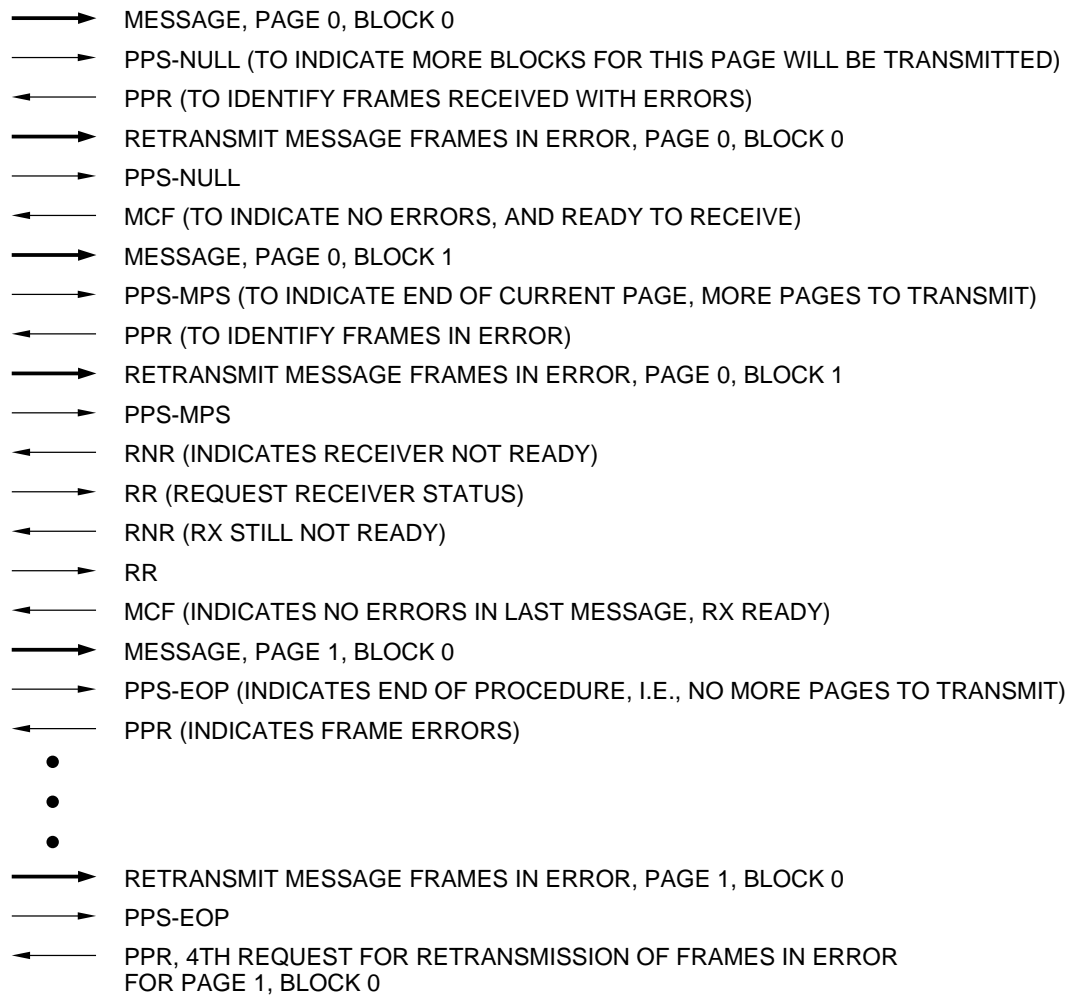 MESSAGE, PAGE 0, BLOCK 0
PPS-NULL (TO INDICATE MORE BLOCKS FOR THIS PAGE WILL BE TRANSMITTED)
PPR (TO IDENTIFY FRAMES RECEIVED WITH ERRORS)
RETRANSMIT MESSAGE FRAMES IN ERROR, PAGE 0, BLOCK 0
PPS-NULL
MCF (TO INDICATE NO ERRORS, AND READY TO RECEIVE)
MESSAGE, PAGE 0, BLOCK 1
PPS-MPS (TO INDICATE END OF CURRENT PAGE, MORE PAGES TO TRANSMIT)
PPR (TO IDENTIFY FRAMES IN ERROR)
RETRANSMIT MESSAGE FRAMES IN ERROR, PAGE 0, BLOCK 1
PPS-MPS
RNR (INDICATES RECEIVER NOT READY)
RR (REQUEST RECEIVER STATUS)
RNR (RX STILL NOT READY)
RR
MCF (INDICATES NO ERRORS IN LAST MESSAGE, RX READY)
MESSAGE, PAGE 1, BLOCK 0
PPS-EOP (INDICATES END OF PROCEDURE, I.E., NO MORE PAGES TO TRANSMIT)
PPR (INDICATES FRAME ERRORS)
RETRANSMIT MESSAGE FRAMES IN ERROR, PAGE 1, BLOCK 0
PPS-EOP
PPR, 4TH REQUEST FOR RETRANSMISSION OF FRAMES IN ERROR
FOR PAGE 1, BLOCK 0